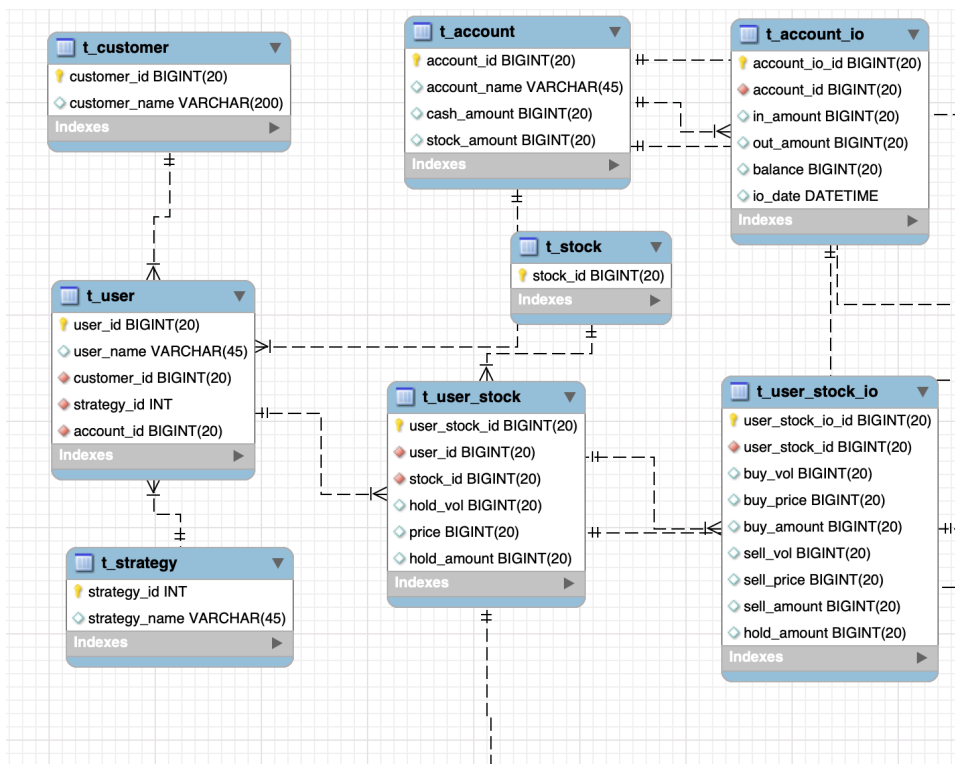 t_customer
customer_id BIGINT(20)
customer_name VARCHAR(200)
Indexes
t_account
account_id BIGINT(20)
account_name VARCHAR(45)
cash_amount BIGINT(20)
stock_amount BIGINT(20)
Indexes
t_account_io
account_io_id BIGINT(20)
account_id BIGINT(20)
in_amount BIGINT(20)
out_amount BIGINT(20)
balance BIGINT(20)
io_date DATETIME
Indexes
t_stock
stock_id BIGINT(20)
Indexes
t_user
user_id BIGINT(20)
user_name VARCHAR(45)
customer_id BIGINT(20)
strategy_id INT
account_id BIGINT(20)
Indexes
t_user_stock
user_stock_id BIGINT(20)
user_id BIGINT(20)
stock_id BIGINT(20)
hold_vol BIGINT(20)
price BIGINT(20)
hold_amount BIGINT(20)
Indexes
t_user_stock_io
user_stock_io_id BIGINT(20)
user_stock_id BIGINT(20)
buy_vol BIGINT(20)
buy_price BIGINT(20)
buy_amount BIGINT(20)
sell_vol BIGINT(20)
sell_price BIGINT(20)
sell_amount BIGINT(20)
hold_amount BIGINT(20)
Indexes
t_strategy
strategy_id INT
strategy_name VARCHAR(45)
Indexes